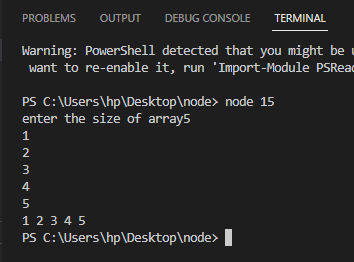 PROBLEMS OUTPUT DEBUG CONSOLE TERMINAL
Warning: PowerShell detected that you might be
want to re-enable it, run 'Import-Module PSRea
PS C:\Users\hp\Desktop\node> node 15
enter the size of array5
1
2
3
4
5
1 2 3 4 5
PS C:\Users\hp\Desktop\node>